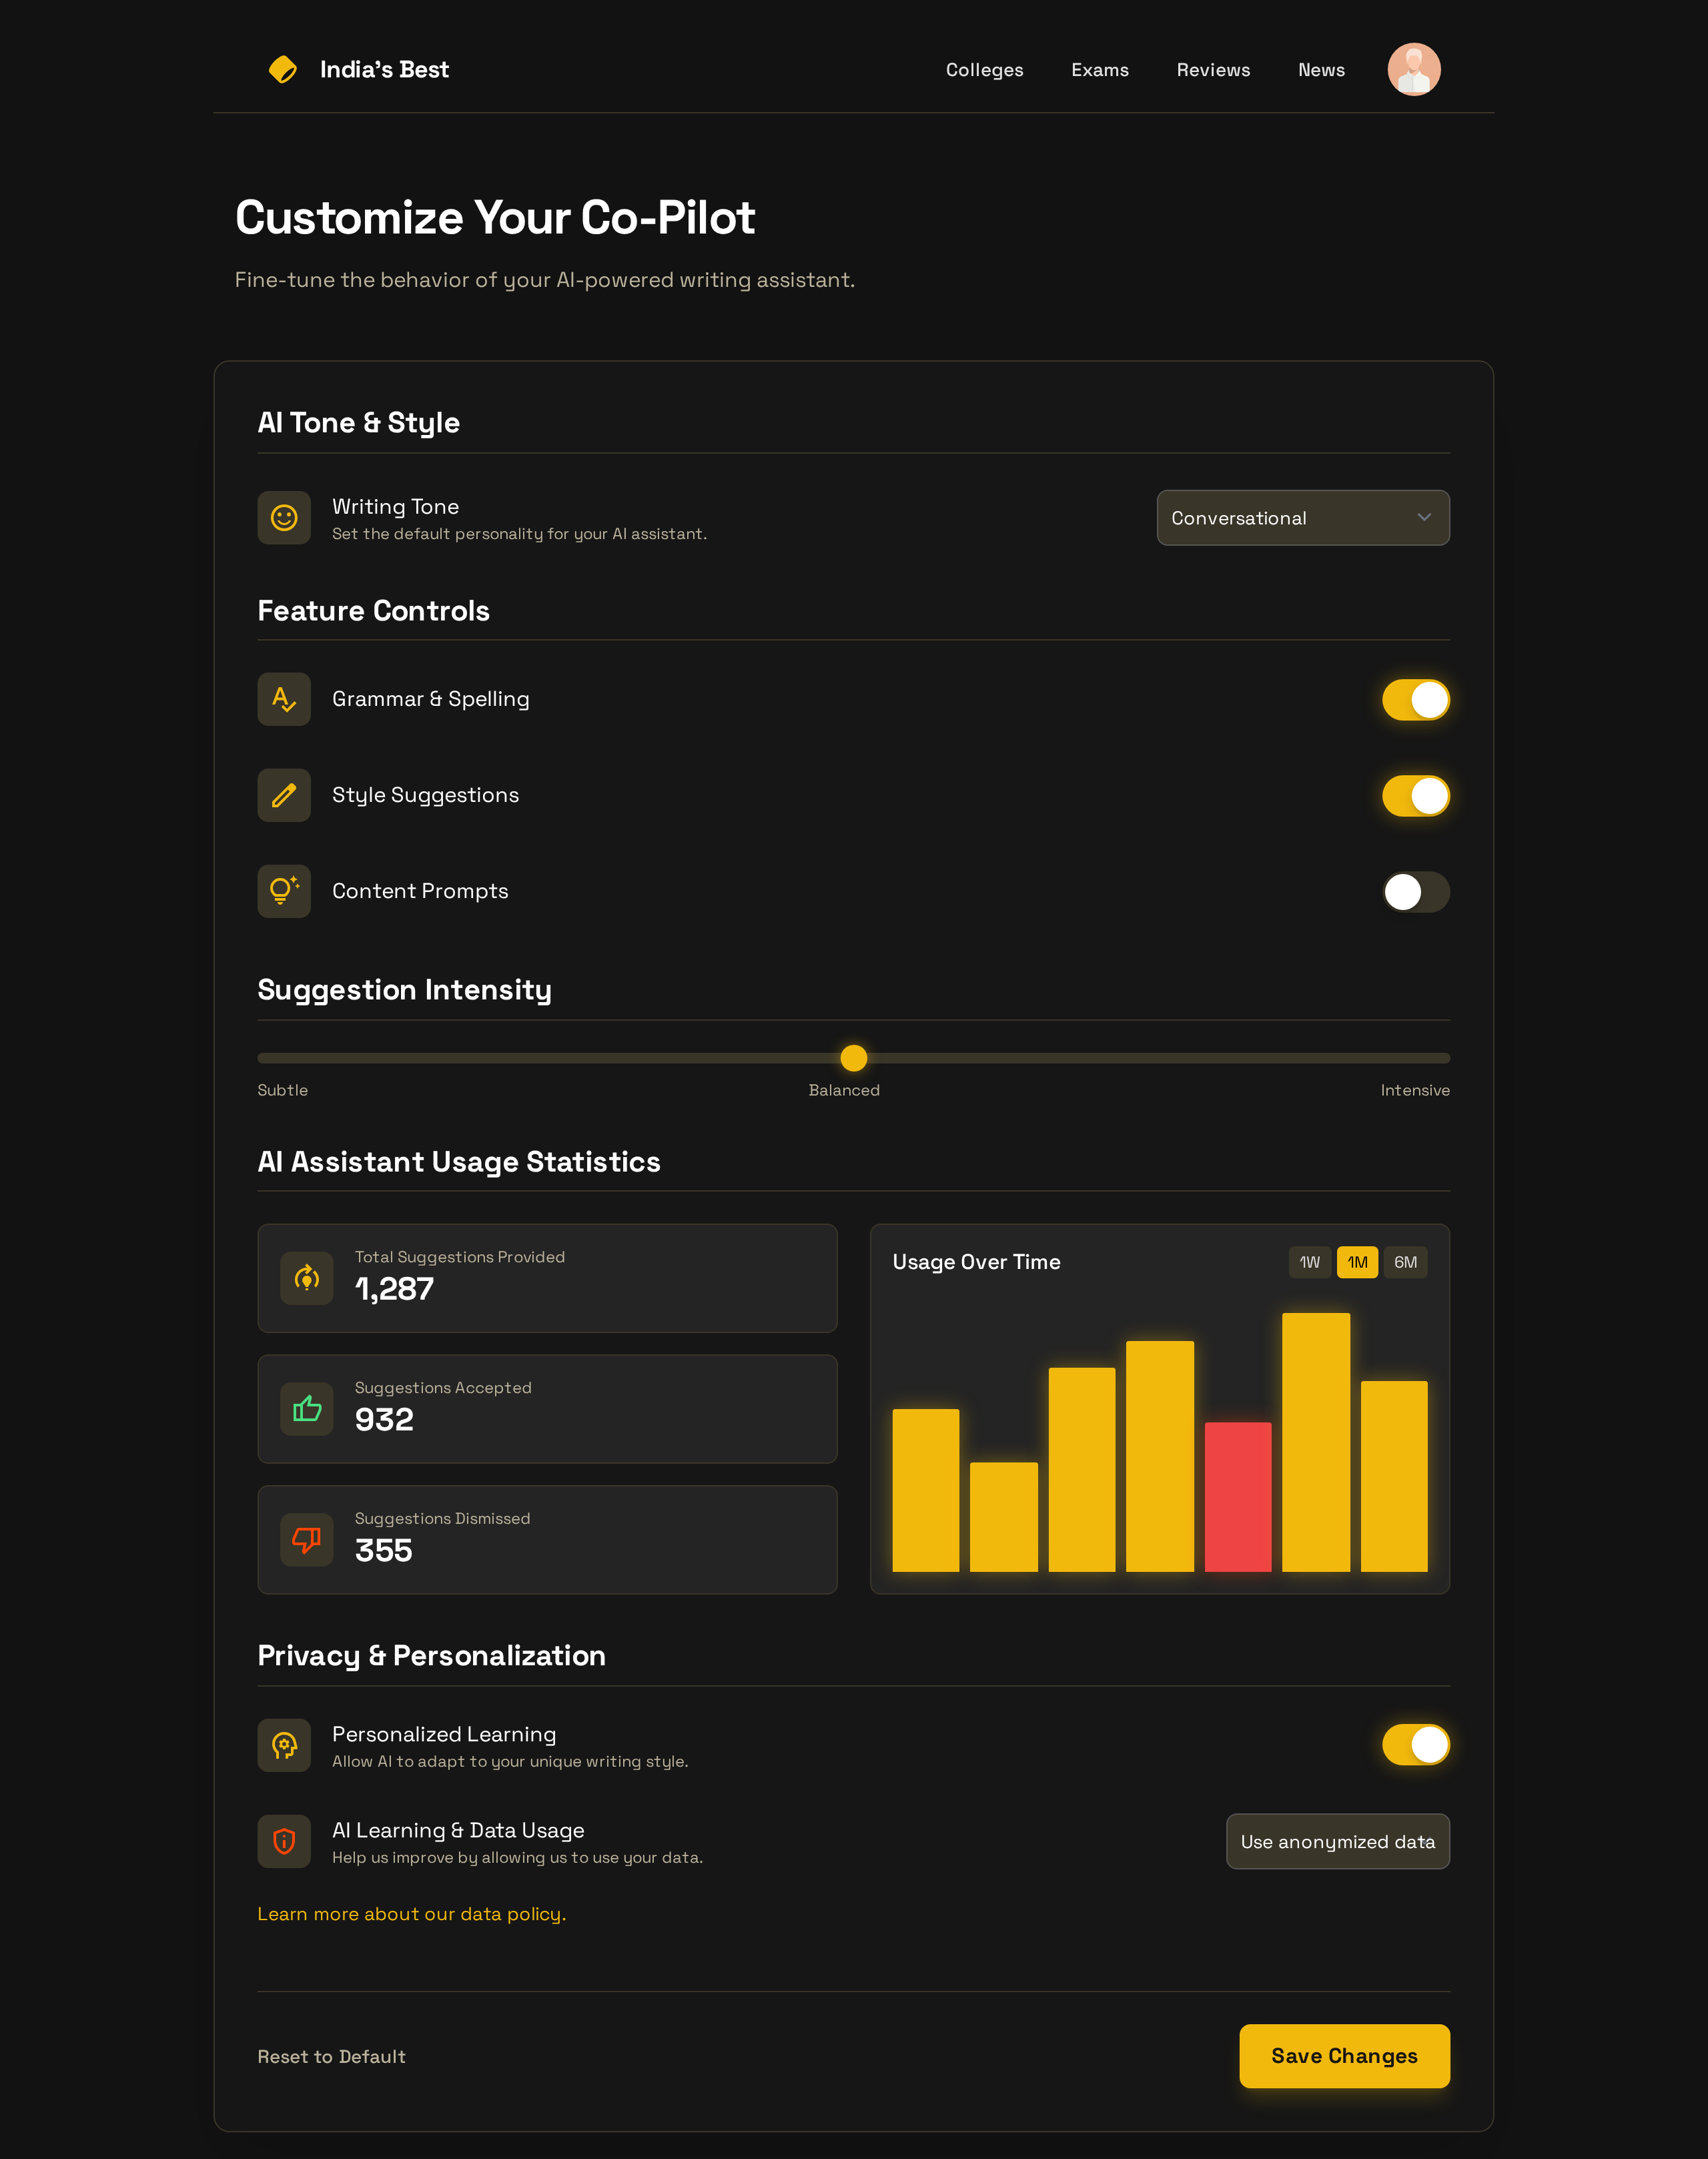 India's Best
Colleges
Exams
Reviews
News
Customize Your Co-Pilot
Fine-tune the behavior of your AI-powered writing assistant.
AI Tone & Style
Writing Tone
Set the default personality for your AI assistant.
Conversational
Feature Controls
Grammar & Spelling
Style Suggestions
Content Prompts
Suggestion Intensity
Subtle
Balanced
Intensive
AI Assistant Usage Statistics
Total Suggestions Provided
1,287
Suggestions Accepted
932
Suggestions Dismissed
355
Usage Over Time
1W
1M
6M
Privacy & Personalization
Personalized Learning
Allow AI to adapt to your unique writing style.
AI Learning & Data Usage
Help us improve by allowing us to use your data.
Use anonymized data
Learn more about our data policy.
Reset to Default
Save Changes